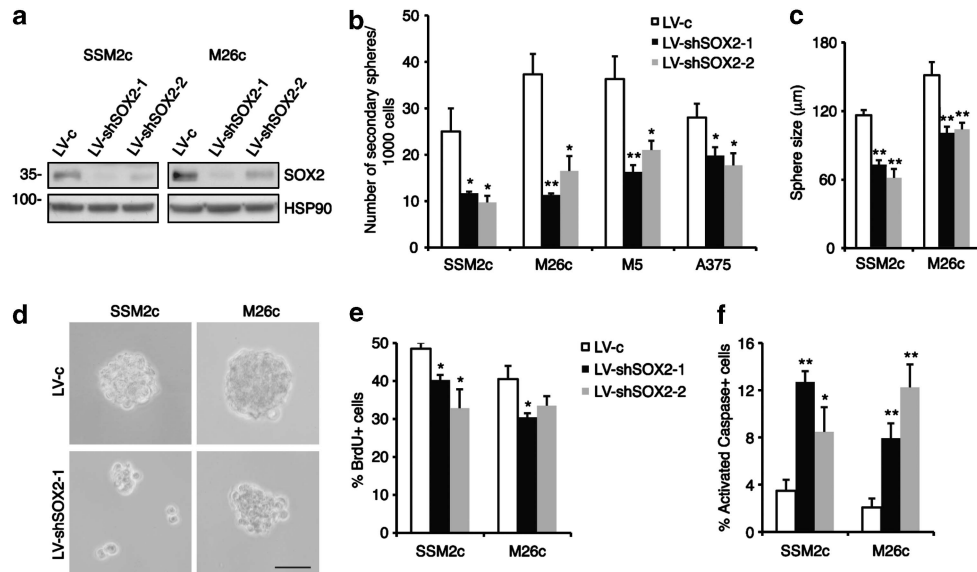 a
SSM2c
M26c
LV-c
LV-shSOX2-1
LV-shSOX2-2
LV-c
LV-shSOX2-1
LV-shSOX2-2
35-
SOX2
100-
HSP90
b
LV-c
LV-shSOX2-1
LV-shSOX2-2
Number of secondary spheres/
1000 cells
50
40
30
20
10
0
* *
** *
** *
* *
SSM2c
M26c
M5
A375
c
Sphere size (μm)
180
120
60
0
** **
** **
SSM2c
M26c
d
SSM2c
M26c
LV-c
LV-shSOX2-1
e
LV-c
LV-shSOX2-1
LV-shSOX2-2
% BrdU+ cells
50
40
30
20
10
0
* *
*
SSM2c
M26c
f
% Activated Caspase+ cells
16
12
8
4
0
** *
** **
SSM2c
M26c